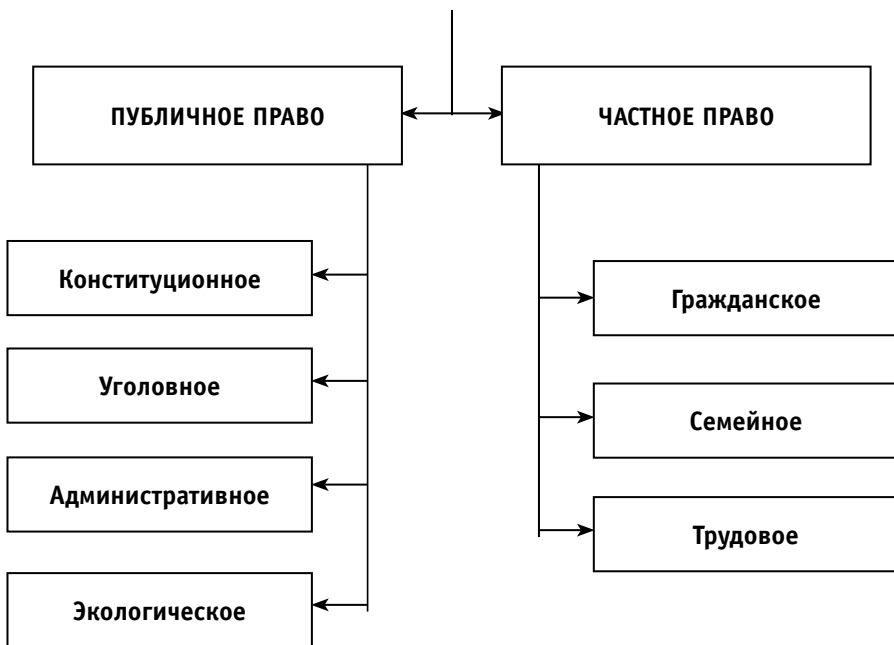 ПУБЛИЧНОЕ ПРАВО
ЧАСТНОЕ ПРАВО
Конституционное
Уголовное
Административное
Экологическое
Гражданское
Семейное
Трудовое